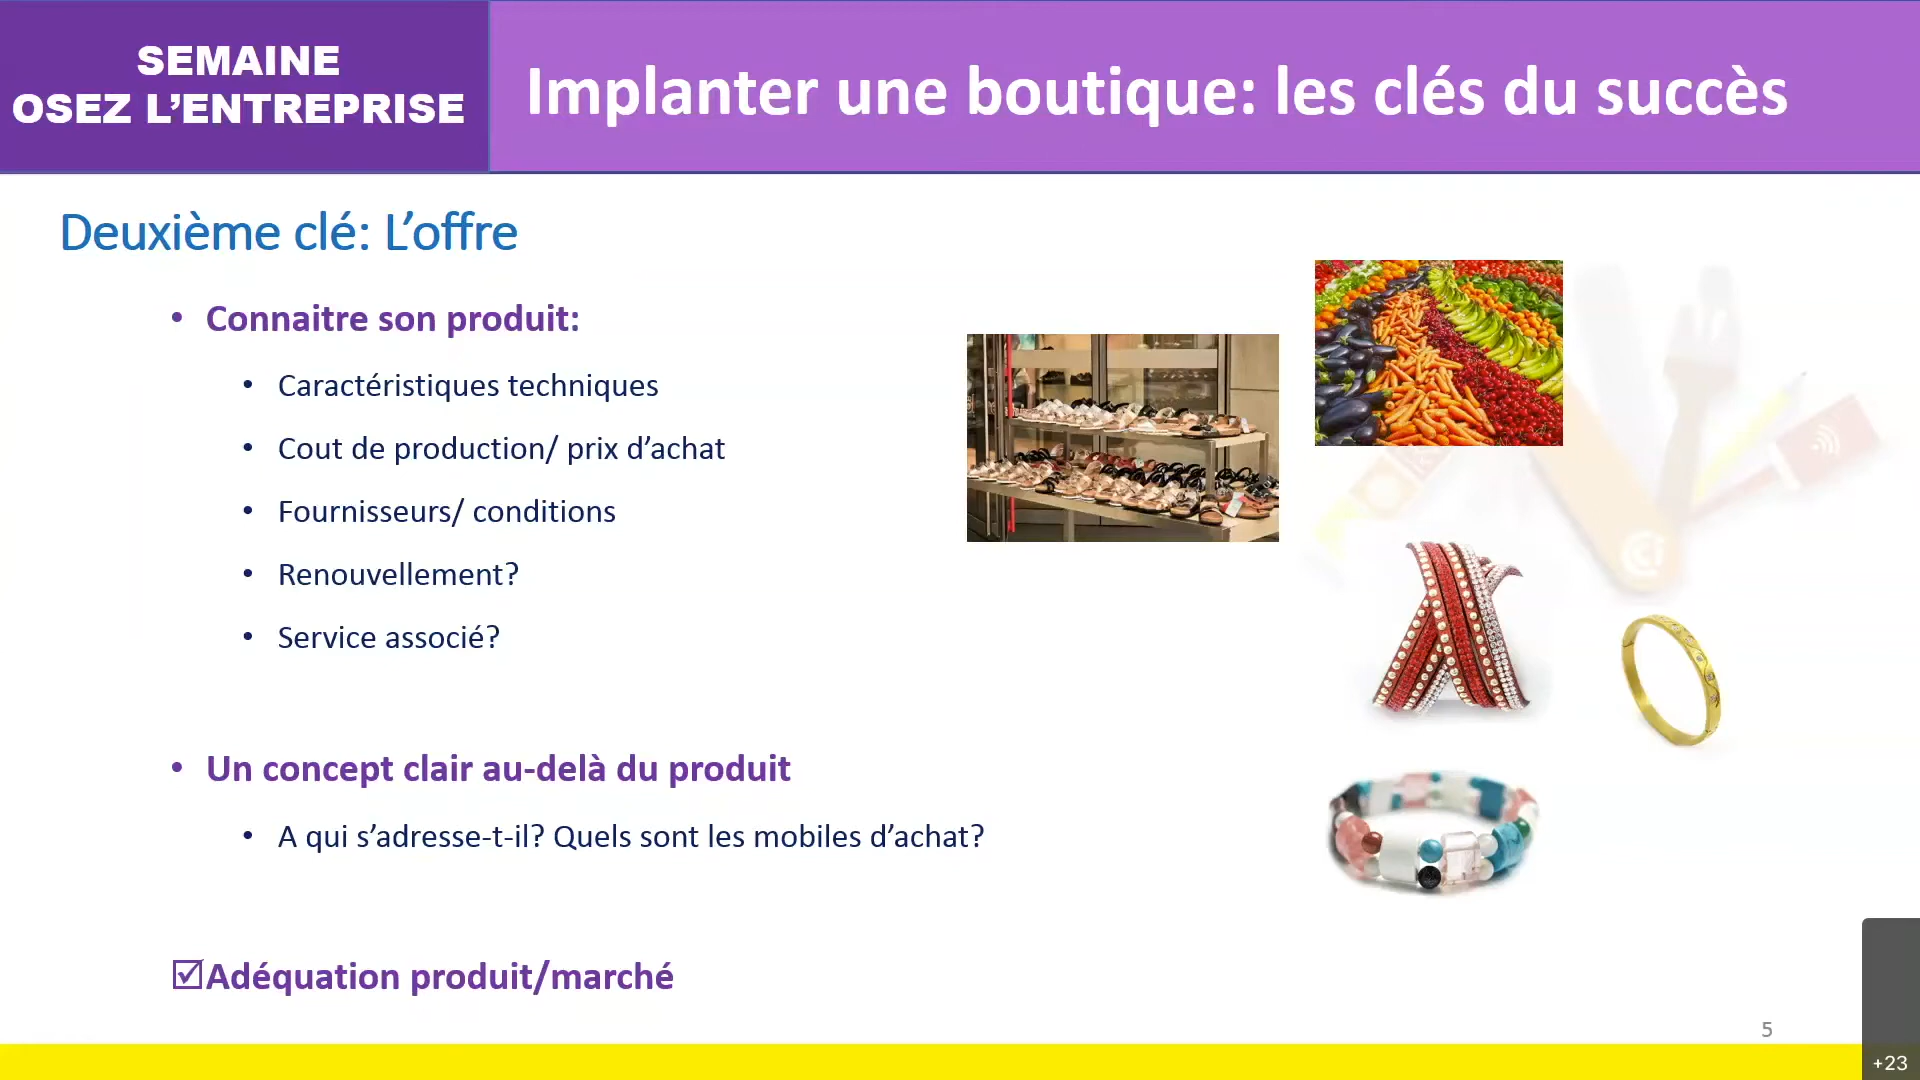 SEMAINE
OSEZ L’ENTREPRISE
Implanter une boutique: les clés du succès
Deuxième clé: L’offre
• Connaitre son produit:
• Caractéristiques techniques
• Cout de production/ prix d’achat
• Fournisseurs/ conditions
• Renouvellement?
• Service associé?
• Un concept clair au-delà du produit
• A qui s’adresse-t-il? Quels sont les mobiles d’achat?
☑Adéquation produit/marché
CCi
5
+23